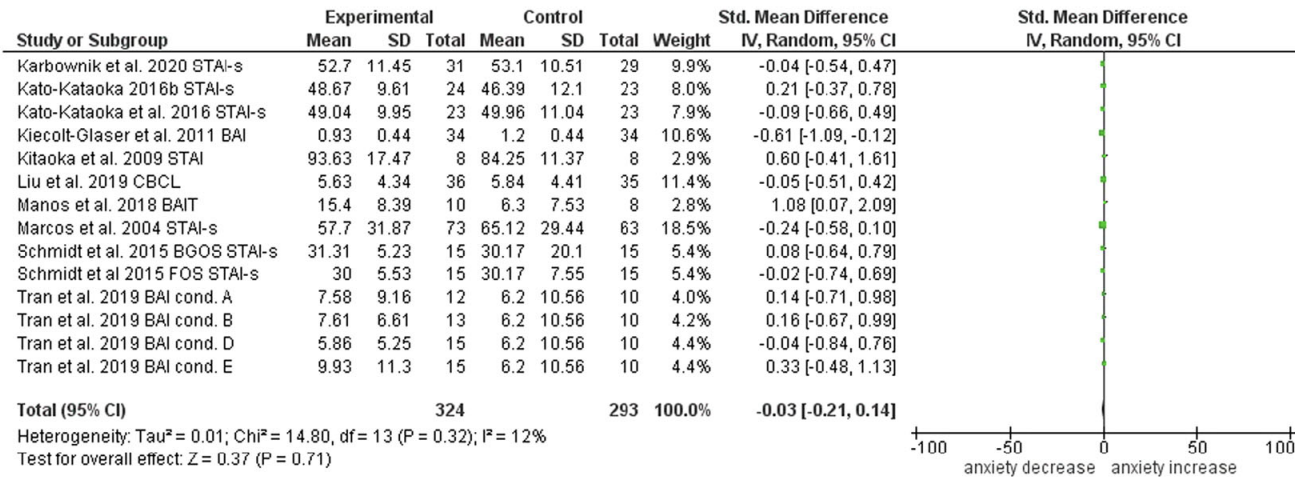 Experimental Control Std. Mean Difference Std. Mean Difference
Study or Subgroup Mean SD Total Mean SD Total Weight IV, Random, 95% CI IV, Random, 95% CI
Karbownik et al. 2020 STAI-s 52.7 11.45 31 53.1 10.51 29 9.9% -0.04 [-0.54, 0.47]
Kato-Kataoka 2016b STAI-s 48.67 9.61 24 46.39 12.1 23 8.0% 0.21 [-0.37, 0.78]
Kato-Kataoka et al. 2016 STAI-s 49.04 9.95 23 49.96 11.04 23 7.9% -0.09 [-0.66, 0.49]
Kiecolt-Glaser et al. 2011 BAI 0.93 0.44 34 1.2 0.44 34 10.6% -0.61 [-1.09, -0.12]
Kitaoka et al. 2009 STAI 93.63 17.47 8 84.25 11.37 8 2.9% 0.60 [-0.41, 1.61]
Liu et al. 2019 CBCL 5.63 4.34 36 5.84 4.41 35 11.4% -0.05 [-0.51, 0.42]
Manos et al. 2018 BAIT 15.4 8.39 10 6.3 7.53 8 2.8% 1.08 [0.07, 2.09]
Marcos et al. 2004 STAI-s 57.7 31.87 73 65.12 29.44 63 18.5% -0.24 [-0.58, 0.10]
Schmidt et al. 2015 BGOS STAI-s 31.31 5.23 15 30.17 20.1 15 5.4% 0.08 [-0.64, 0.79]
Schmidt et al 2015 FOS STAI-s 30 5.53 15 30.17 7.55 15 5.4% -0.02 [-0.74, 0.69]
Tran et al. 2019 BAI cond. A 7.58 9.16 12 6.2 10.56 10 4.0% 0.14 [-0.71, 0.98]
Tran et al. 2019 BAI cond. B 7.61 6.61 13 6.2 10.56 10 4.2% 0.16 [-0.67, 0.99]
Tran et al. 2019 BAI cond. D 5.86 5.25 15 6.2 10.56 10 4.4% -0.04 [-0.84, 0.76]
Tran et al. 2019 BAI cond. E 9.93 11.3 15 6.2 10.56 10 4.4% 0.33 [-0.48, 1.13]
Total (95% CI) 324 293 100.0% -0.03 [-0.21, 0.14]
Heterogeneity: Tau² = 0.01; Chi² = 14.80, df = 13 (P = 0.32); I² = 12%
Test for overall effect: Z = 0.37 (P = 0.71)
-100 -50 0 50 100
anxiety decrease anxiety increase